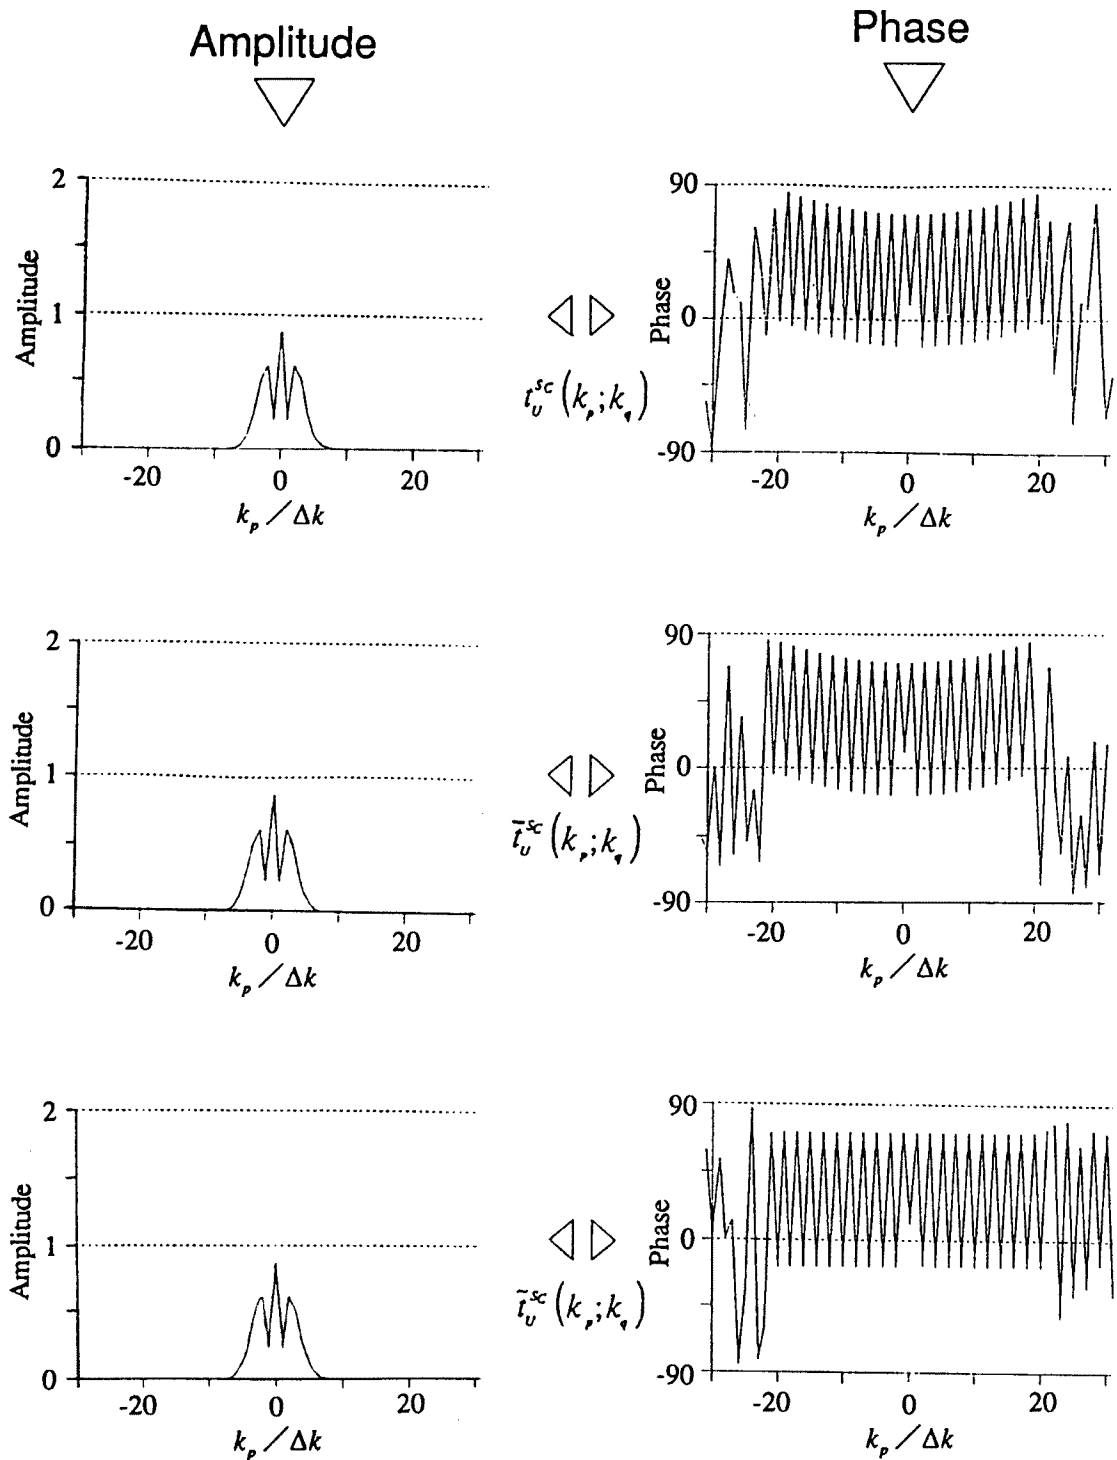 Amplitude
Phase
2
1
0
Amplitude
-20 0 20
k_p / Δk
t_U^sc (k_p; k_q)
90
0
-90
Phase
-20 0 20
k_p / Δk
2
1
0
Amplitude
-20 0 20
k_p / Δk
t̄_U^sc (k_p; k_q)
90
0
-90
Phase
-20 0 20
k_p / Δk
2
1
0
Amplitude
-20 0 20
k_p / Δk
t̃_U^sc (k_p; k_q)
90
0
-90
Phase
-20 0 20
k_p / Δk